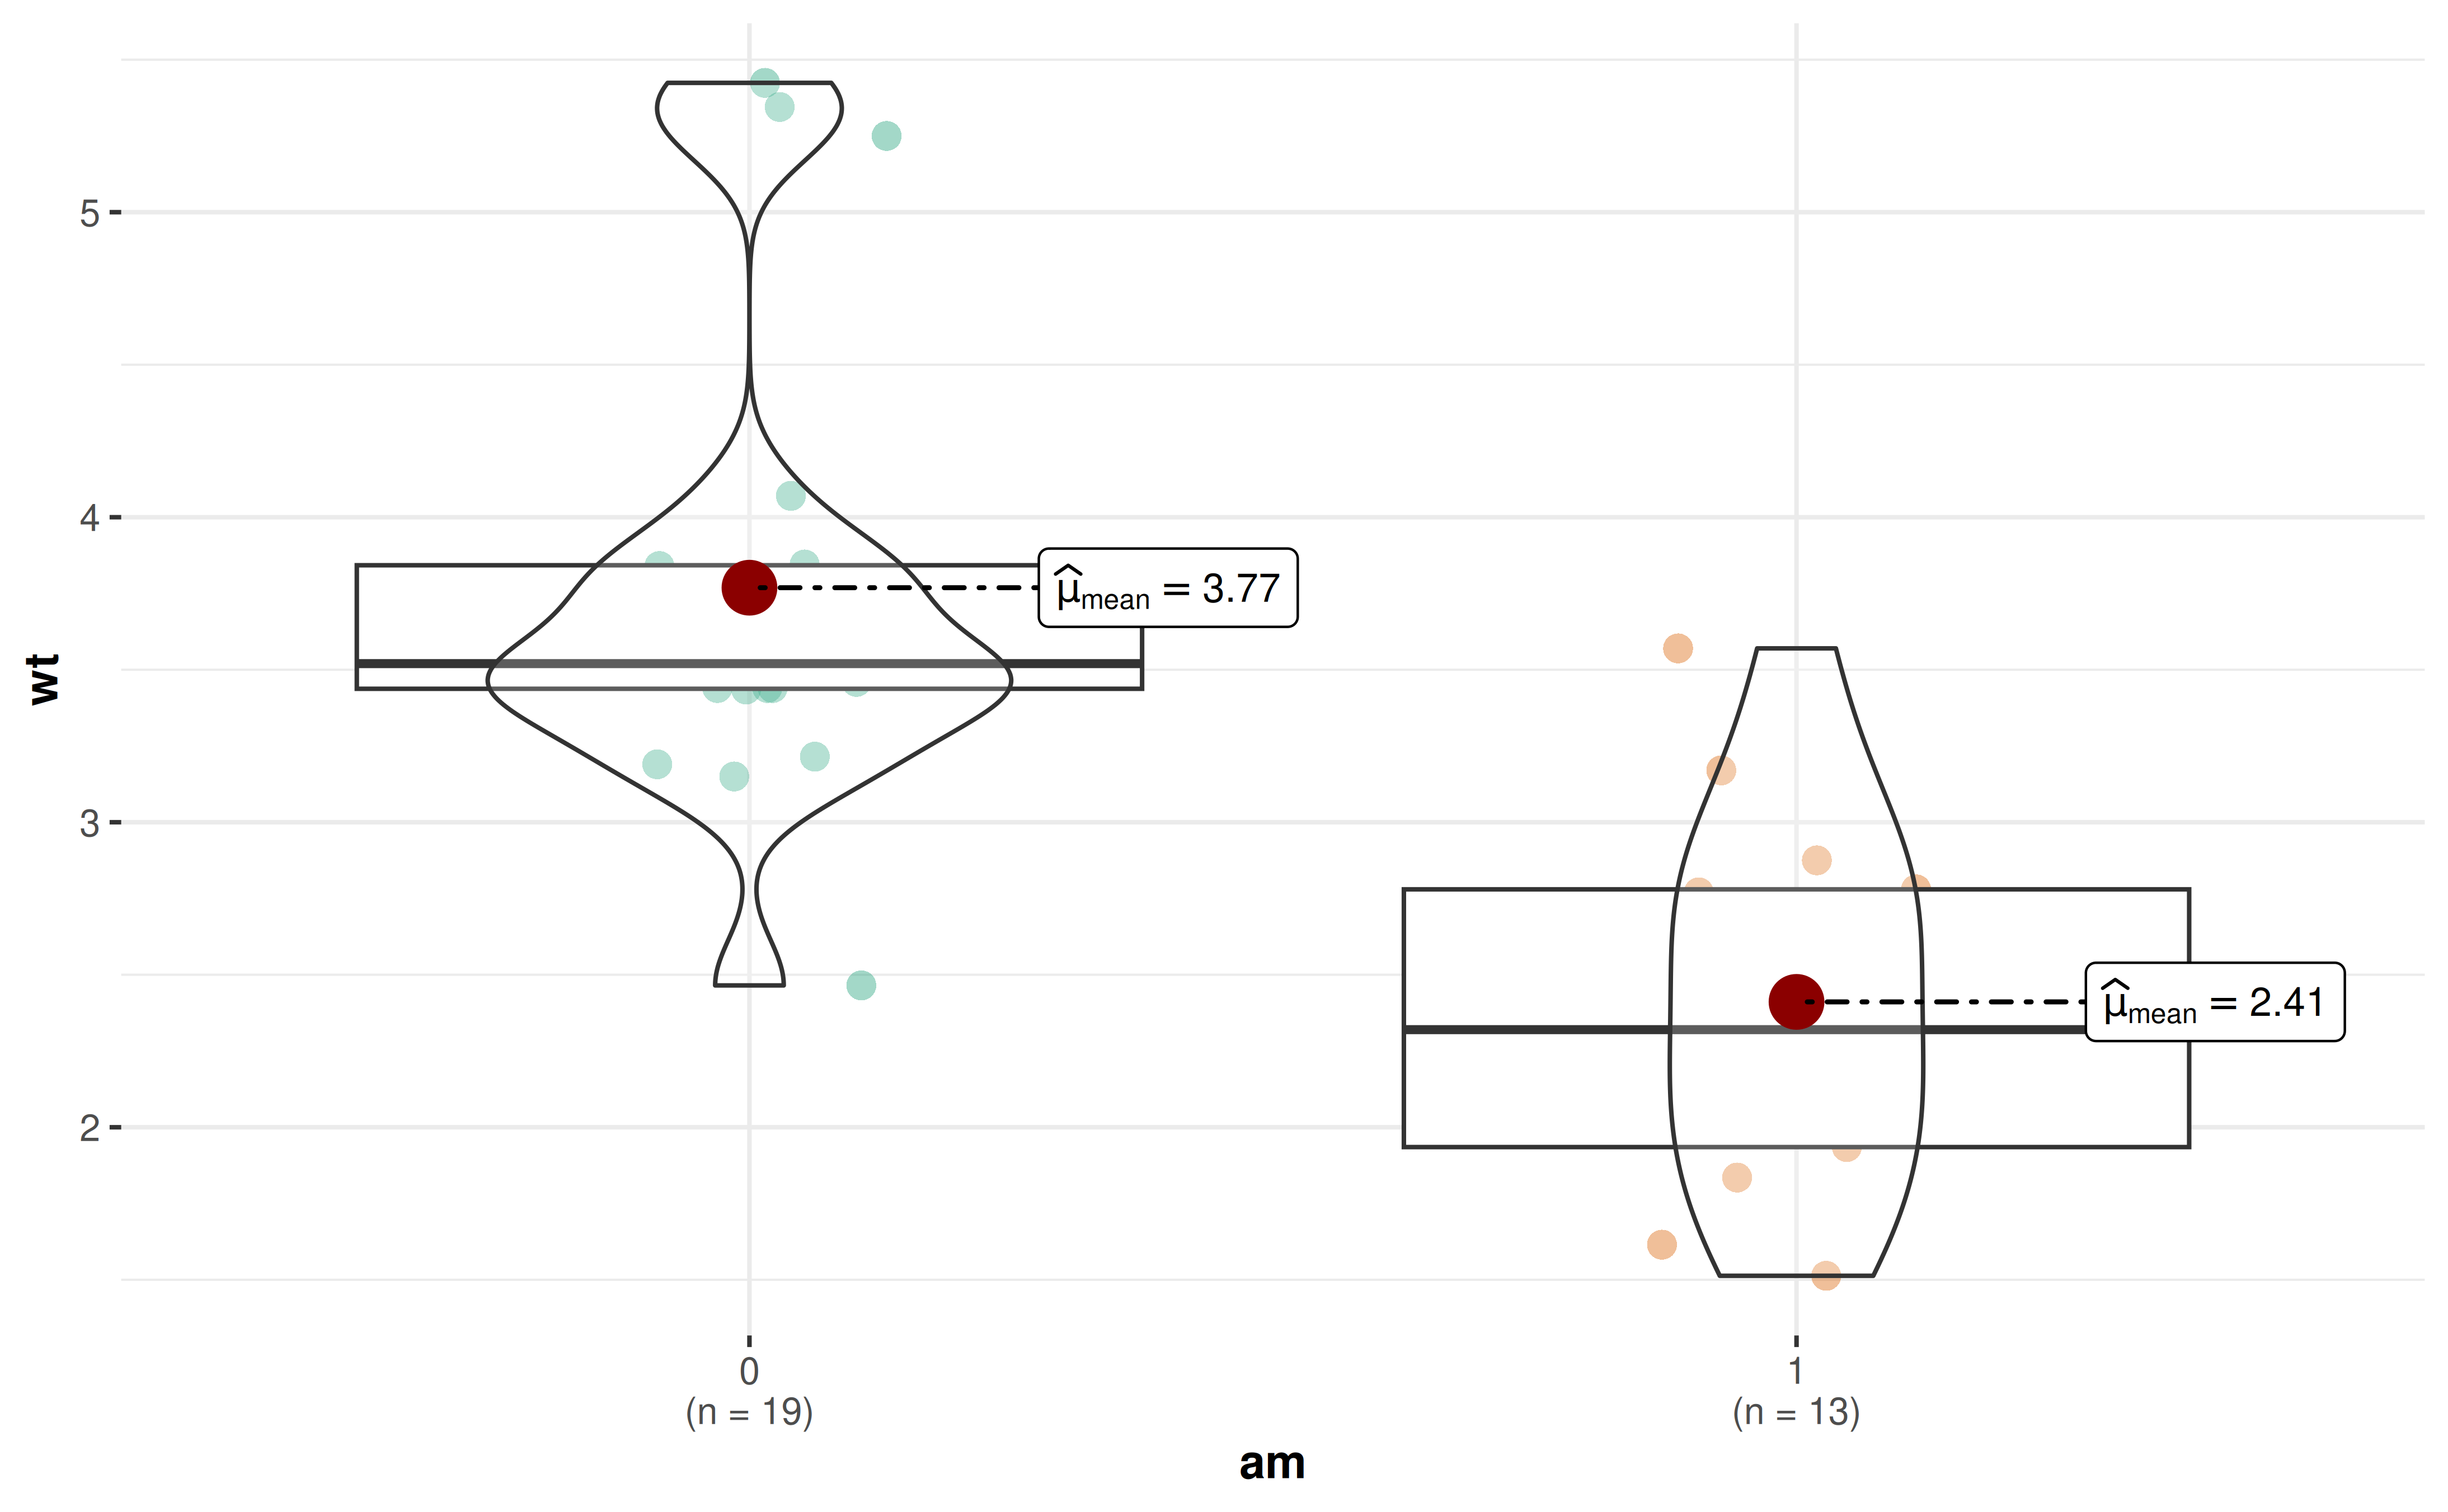 5
4
3
2
wt
μ̂mean = 3.77
μ̂mean = 2.41
0
(n = 19)
1
(n = 13)
am